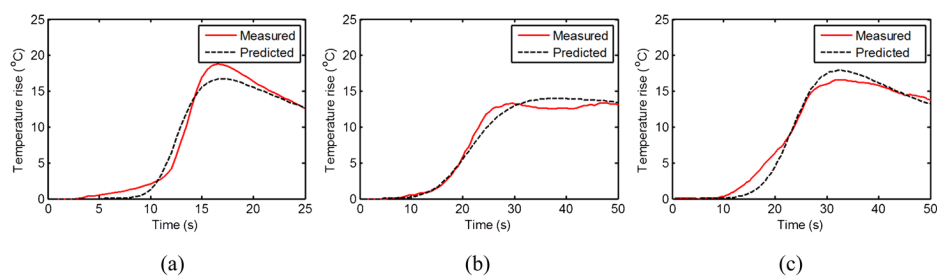 25
20
15
10
5
0
Temperature rise (°C)
Measured
Predicted
0 5 10 15 20 25
Time (s)
(a)
25
20
15
10
5
0
Temperature rise (°C)
Measured
Predicted
0 10 20 30 40 50
Time (s)
(b)
25
20
15
10
5
0
Temperature rise (°C)
Measured
Predicted
0 10 20 30 40 50
Time (s)
(c)